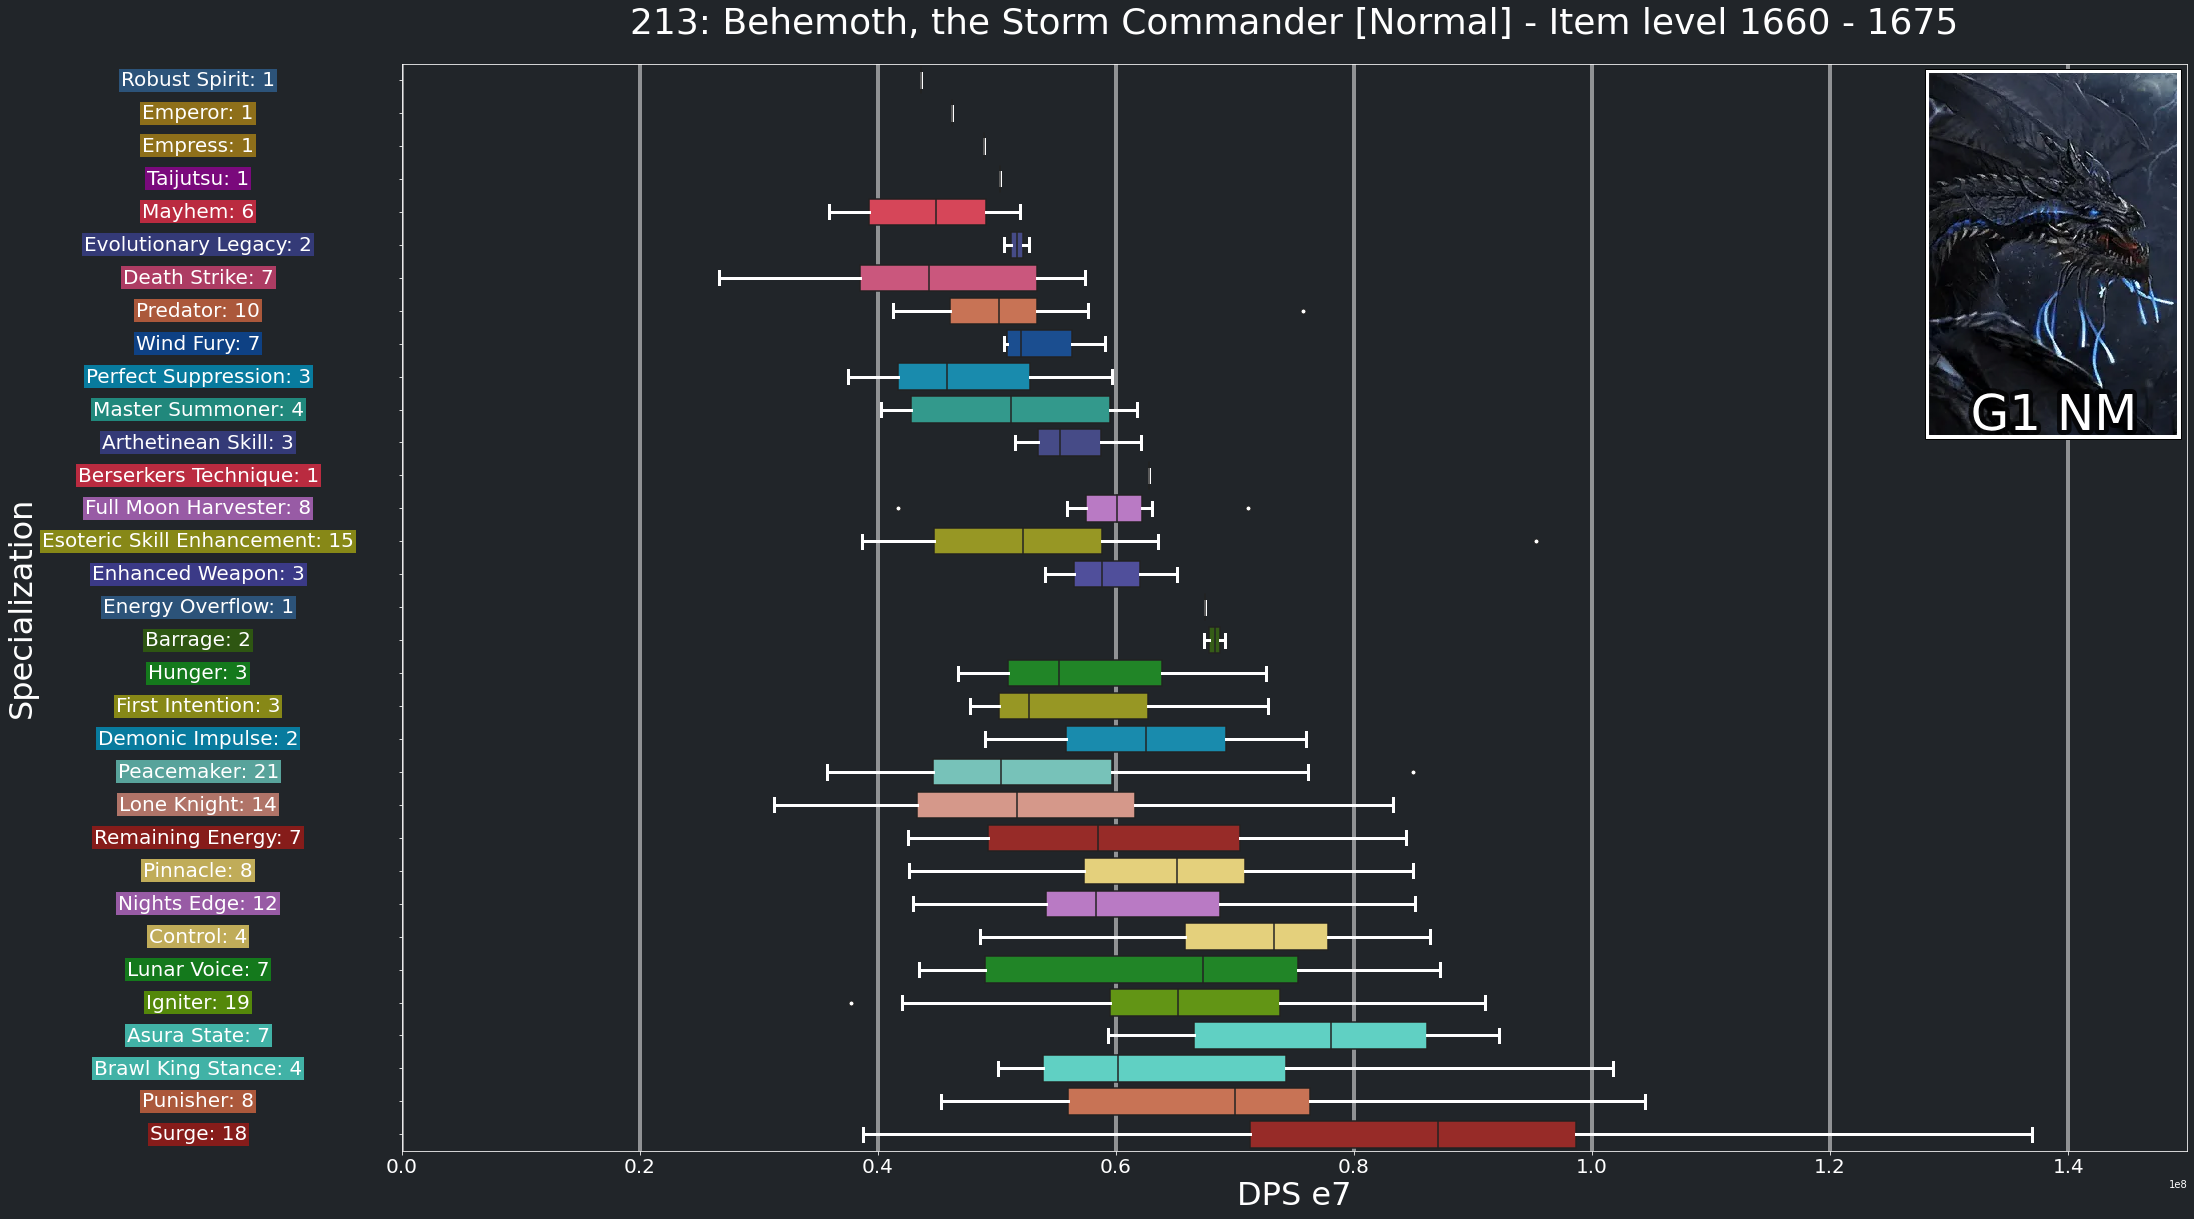 213: Behemoth, the Storm Commander [Normal] - Item level 1660 - 1675
Robust Spirit: 1
Emperor: 1
Empress: 1
Taijutsu: 1
Mayhem: 6
Evolutionary Legacy: 2
Death Strike: 7
Predator: 10
Wind Fury: 7
Perfect Suppression: 3
Master Summoner: 4
Arthetinean Skill: 3
Berserkers Technique: 1
Full Moon Harvester: 8
Esoteric Skill Enhancement: 15
Enhanced Weapon: 3
Energy Overflow: 1
Barrage: 2
Hunger: 3
First Intention: 3
Demonic Impulse: 2
Peacemaker: 21
Lone Knight: 14
Remaining Energy: 7
Pinnacle: 8
Nights Edge: 12
Control: 4
Lunar Voice: 7
Igniter: 19
Asura State: 7
Brawl King Stance: 4
Punisher: 8
Surge: 18
Specialization
G1 NM
0.0 0.2 0.4 0.6 0.8 1.0 1.2 1.4
DPS e7
1e8